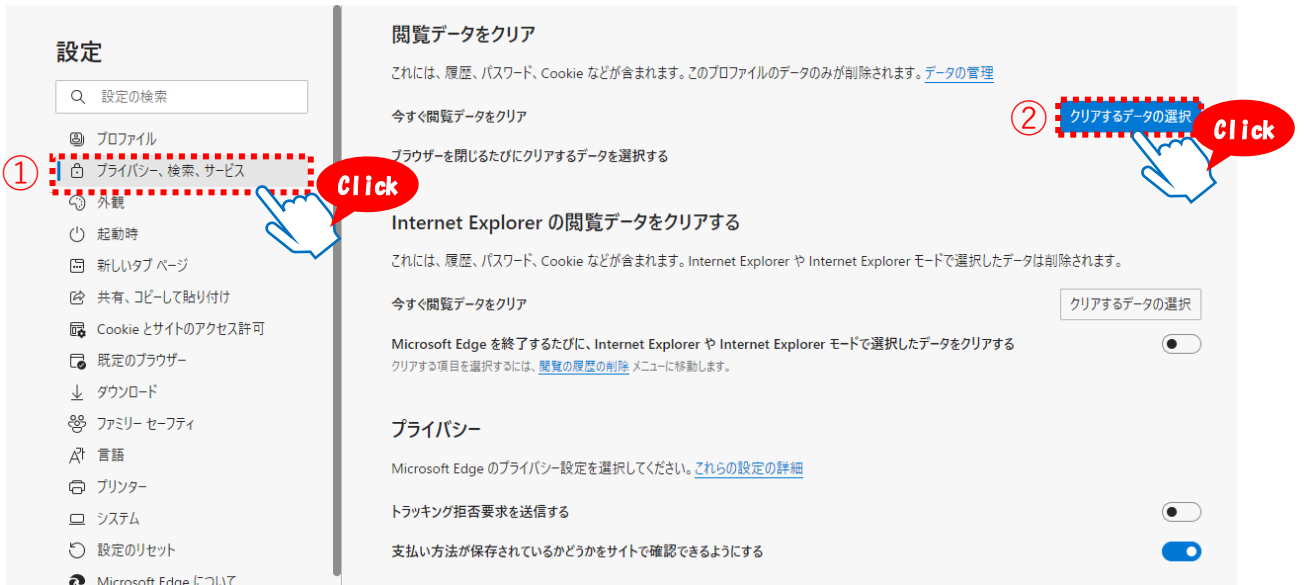 設定
設定の検索
プロファイル
① プライバシー、検索、サービス
Click
外観
起動時
新しいタブ ページ
共有、コピーして貼り付け
Cookie とサイトのアクセス許可
既定のブラウザー
ダウンロード
ファミリー セーフティ
言語
プリンター
システム
設定のリセット
Microsoft Edge について
閲覧データをクリア
これには、履歴、パスワード、Cookie などが含まれます。このプロファイルのデータのみが削除されます。データの管理
今すぐ閲覧データをクリア
② クリアするデータの選択
Click
ブラウザーを閉じるたびにクリアするデータを選択する
Internet Explorer の閲覧データをクリアする
これには、履歴、パスワード、Cookie などが含まれます。Internet Explorer や Internet Explorer モードで選択したデータは削除されます。
今すぐ閲覧データをクリア
クリアするデータの選択
Microsoft Edge を終了するたびに、Internet Explorer や Internet Explorer モードで選択したデータをクリアする
クリアする項目を選択するには、閲覧の履歴の削除 メニューに移動します。
プライバシー
Microsoft Edge のプライバシー設定を選択してください。これらの設定の詳細
トラッキング拒否要求を送信する
支払い方法が保存されているかどうかをサイトで確認できるようにする